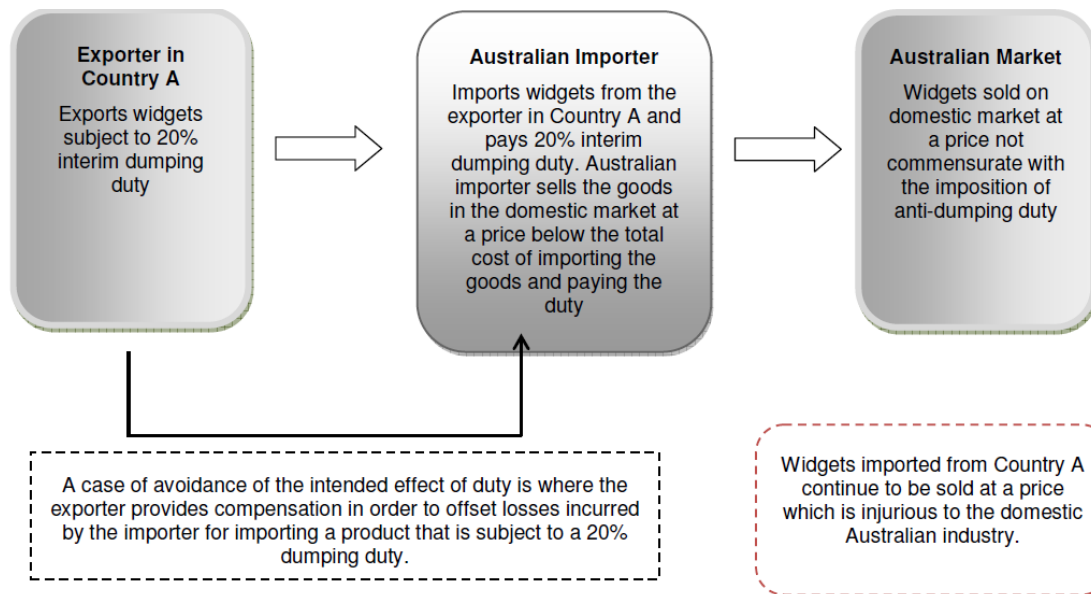 Exporter in
Country A
Exports widgets
subject to 20%
interim dumping
duty
Australian Importer
Imports widgets from the
exporter in Country A and
pays 20% interim
dumping duty. Australian
importer sells the goods
in the domestic market at
a price below the total
cost of importing the
goods and paying the
duty
Australian Market
Widgets sold on
domestic market at
a price not
commensurate with
the imposition of
anti-dumping duty
A case of avoidance of the intended effect of duty is where the
exporter provides compensation in order to offset losses incurred
by the importer for importing a product that is subject to a 20%
dumping duty.
Widgets imported from Country A
continue to be sold at a price
which is injurious to the domestic
Australian industry.